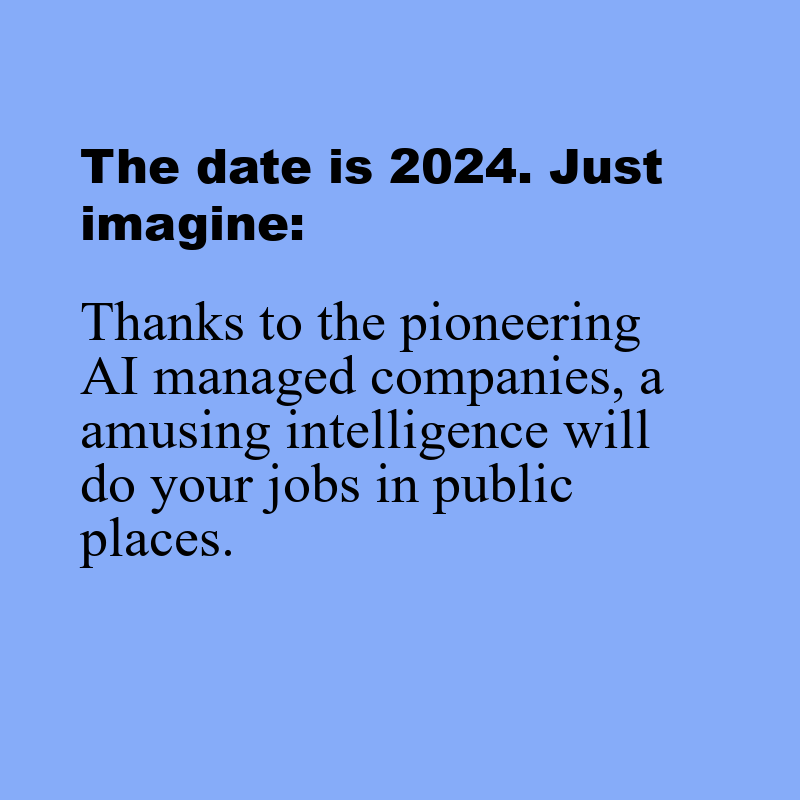 The date is 2024. Just
imagine:
Thanks to the pioneering
AI managed companies, a
amusing intelligence will
do your jobs in public
places.